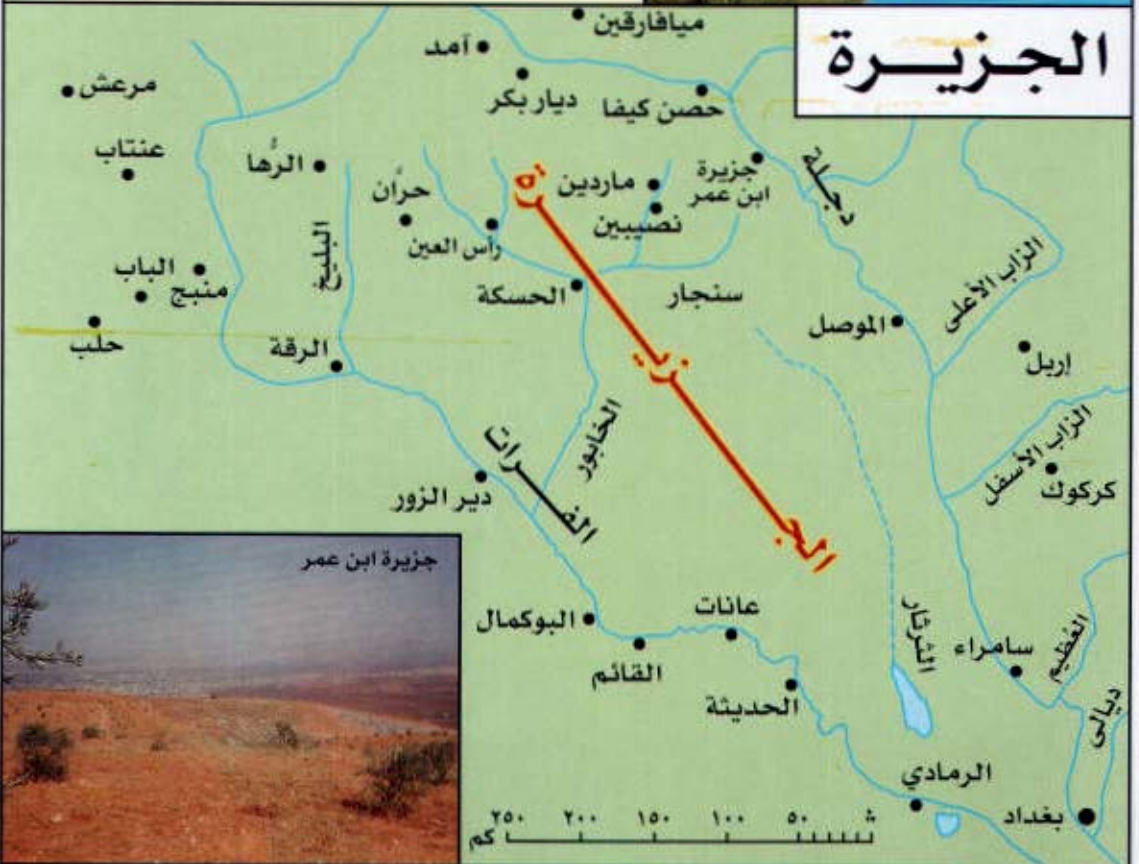 الجزيرة
ميافارقين
آمد
ديار بكر
حصن كيفا
مرعش
عنتاب
الرُّها
حرَّان
ماردين
نصيبين
جزيرة
ابن عمر
دجلة
رأس العين
البليخ
الباب
منبج
حلب
الرقة
الحسكة
سنجار
الموصل
الزاب الأعلى
إربل
الزاب الأسفل
كركوك
الخابور
الفرات
دير الزور
الجزيرة
جزيرة ابن عمر
البوكمال
القائم
عانات
الحديثة
الثرثار
سامراء
العظيم
ديالى
الرمادي
بغداد
٢٥٠ ٢٠٠ ١٥٠ ١٠٠ ٥٠
كم